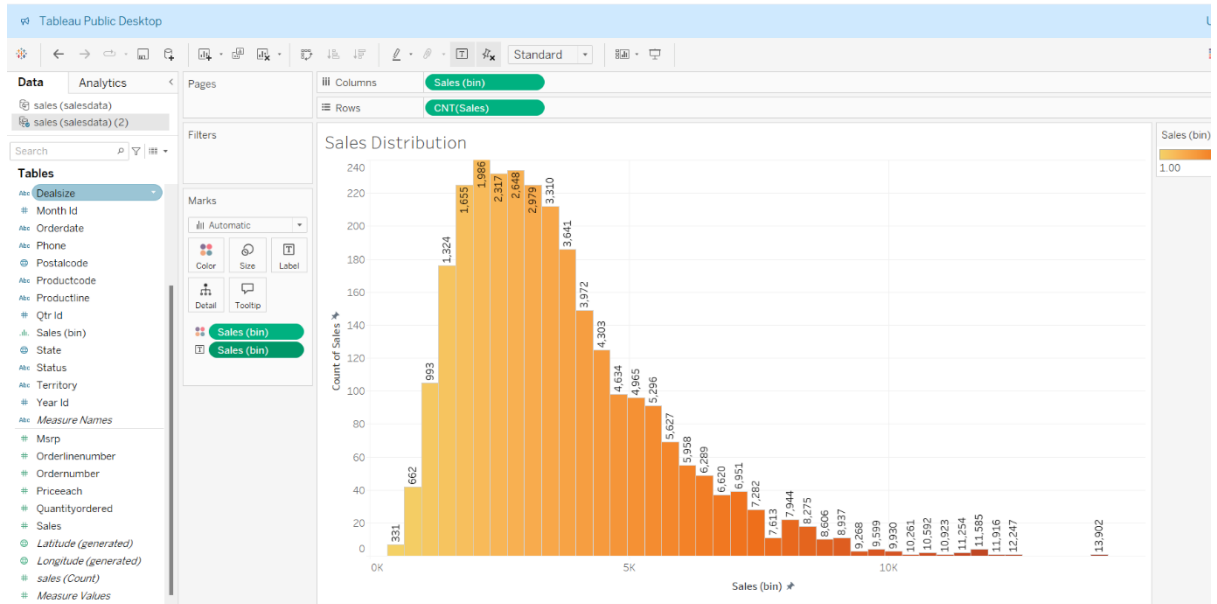 Tableau Public Desktop
Standard
Data
Analytics
sales (salesdata)
sales (salesdata) (2)
Search
Tables
Abc Dealsize
# Month Id
Abc Orderdate
Abc Phone
Postalcode
Abc Productcode
Abc Productline
# Qtr Id
Sales (bin)
State
Abc Status
Abc Territory
# Year Id
Abc Measure Names
# Msrp
# Orderlinenumber
# Ordernumber
# Priceeach
# Quantityordered
# Sales
Latitude (generated)
Longitude (generated)
# sales (Count)
# Measure Values
Pages
Filters
Marks
Automatic
Color
Size
Label
Detail
Tooltip
Sales (bin)
Sales (bin)
Columns
Sales (bin)
Rows
CNT(Sales)
Sales Distribution
Count of Sales
240
220
200
180
160
140
120
100
80
60
40
20
0
331
662
993
1,324
1,655
1,986
2,317
2,648
2,979
3,310
3,641
3,972
4,303
4,634
4,965
5,296
5,627
5,958
6,289
6,620
6,951
7,282
7,613
7,944
8,275
8,606
8,937
9,268
9,599
9,930
10,261
10,592
10,923
11,254
11,585
11,916
12,247
13,902
0K
5K
10K
Sales (bin)
Sales (bin)
1.00